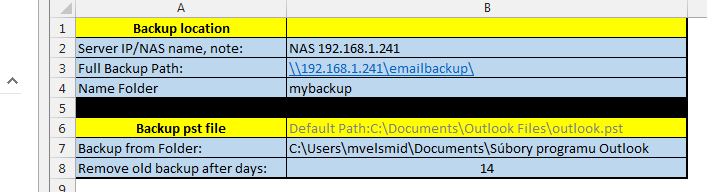 A B
1 Backup location
2 Server IP/NAS name, note: NAS 192.168.1.241
3 Full Backup Path: \\192.168.1.241\emailbackup\
4 Name Folder mybackup
5
6 Backup pst file Default Path:C:\Documents\Outlook Files\outlook.pst
7 Backup from Folder: C:\Users\mvelsmid\Documents\Súbory programu Outlook
8 Remove old backup after days: 14
9